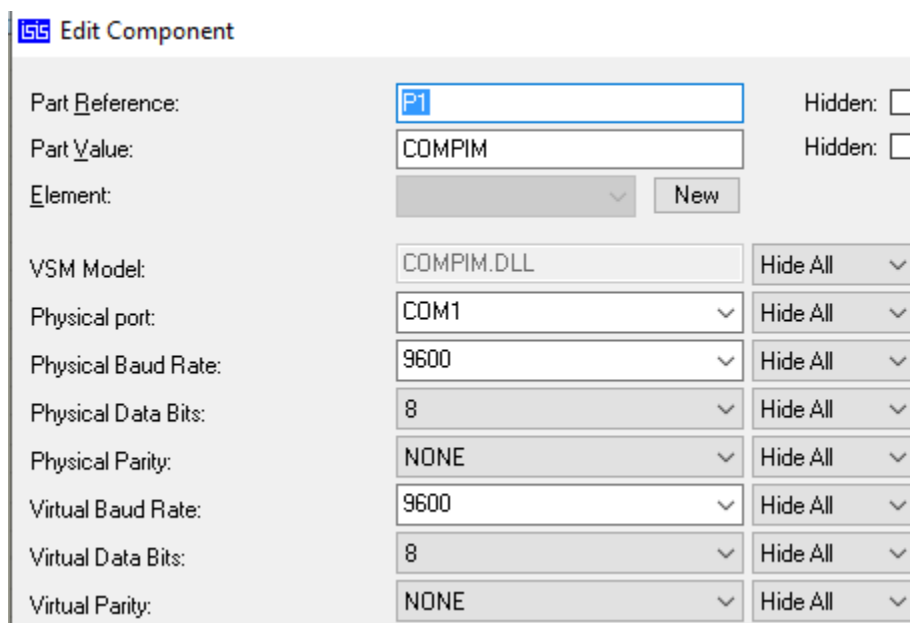 isis Edit Component
Part Reference: P1 Hidden:
Part Value: COMPIM Hidden:
Element: New
VSM Model: COMPIM.DLL Hide All
Physical port: COM1 Hide All
Physical Baud Rate: 9600 Hide All
Physical Data Bits: 8 Hide All
Physical Parity: NONE Hide All
Virtual Baud Rate: 9600 Hide All
Virtual Data Bits: 8 Hide All
Virtual Parity: NONE Hide All